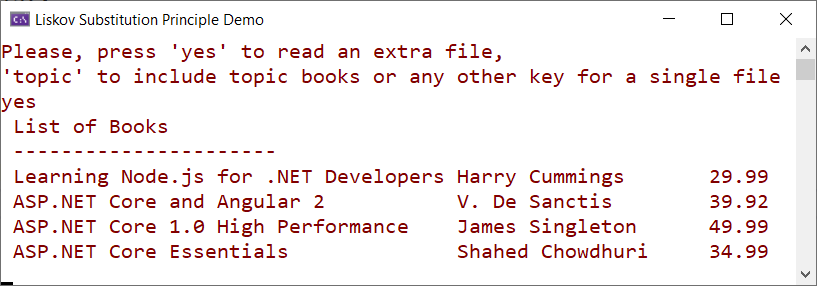 Liskov Substitution Principle Demo
Please, press 'yes' to read an extra file,
'topic' to include topic books or any other key for a single file
yes
List of Books
----------------------
Learning Node.js for .NET Developers Harry Cummings 29.99
ASP.NET Core and Angular 2 V. De Sanctis 39.92
ASP.NET Core 1.0 High Performance James Singleton 49.99
ASP.NET Core Essentials Shahed Chowdhuri 34.99